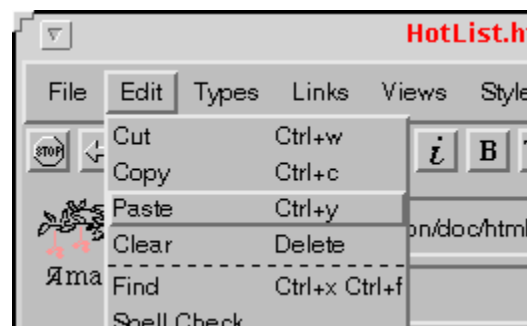 HotList.h
File Edit Types Links Views Style
STOP i B
Cut Ctrl+w
Copy Ctrl+c
Paste Ctrl+y
on/doc/html
Clear Delete
Ama
Find Ctrl+x Ctrl+f
Spell Check